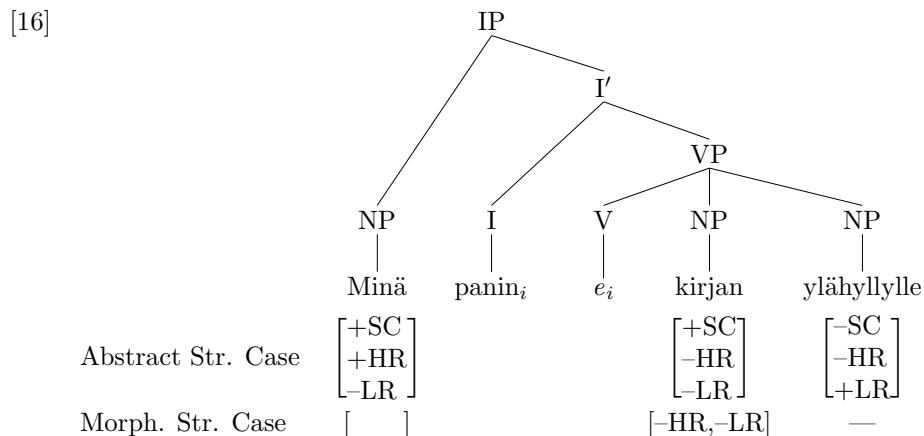 [16]
IP
I′
VP
NP I V NP NP
Minä panin_i e_i kirjan ylähyllylle
[+SC [+SC [–SC
Abstract Str. Case +HR –HR –HR
–LR] –LR] +LR]
Morph. Str. Case [ ] [–HR,–LR] —